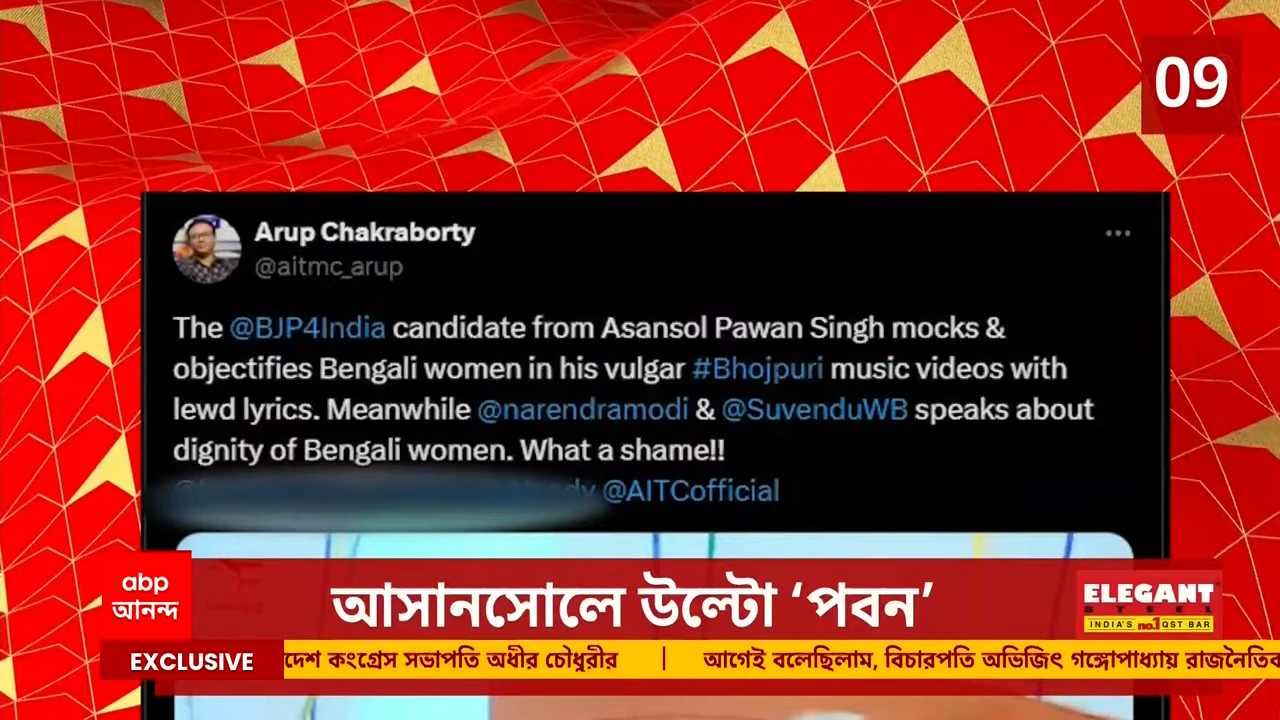 09
Arup Chakraborty
@aitmc_arup
The @BJP4India candidate from Asansol Pawan Singh mocks &
objectifies Bengali women in his vulgar #Bhojpuri music videos with
lewd lyrics. Meanwhile @narendramodi & @SuvenduWB speaks about
dignity of Bengali women. What a shame!!
@AITCofficial
abp
আনন্দ
আসানসোলে উল্টো ‘পবন’
ELEGANT
STEEL
INDIA'S no.1 QST BAR
EXCLUSIVE
দেশ কংগ্রেস সভাপতি অধীর চৌধুরীর | আগেই বলেছিলাম, বিচারপতি অভিজিৎ গঙ্গোপাধ্যায় রাজনৈতিক